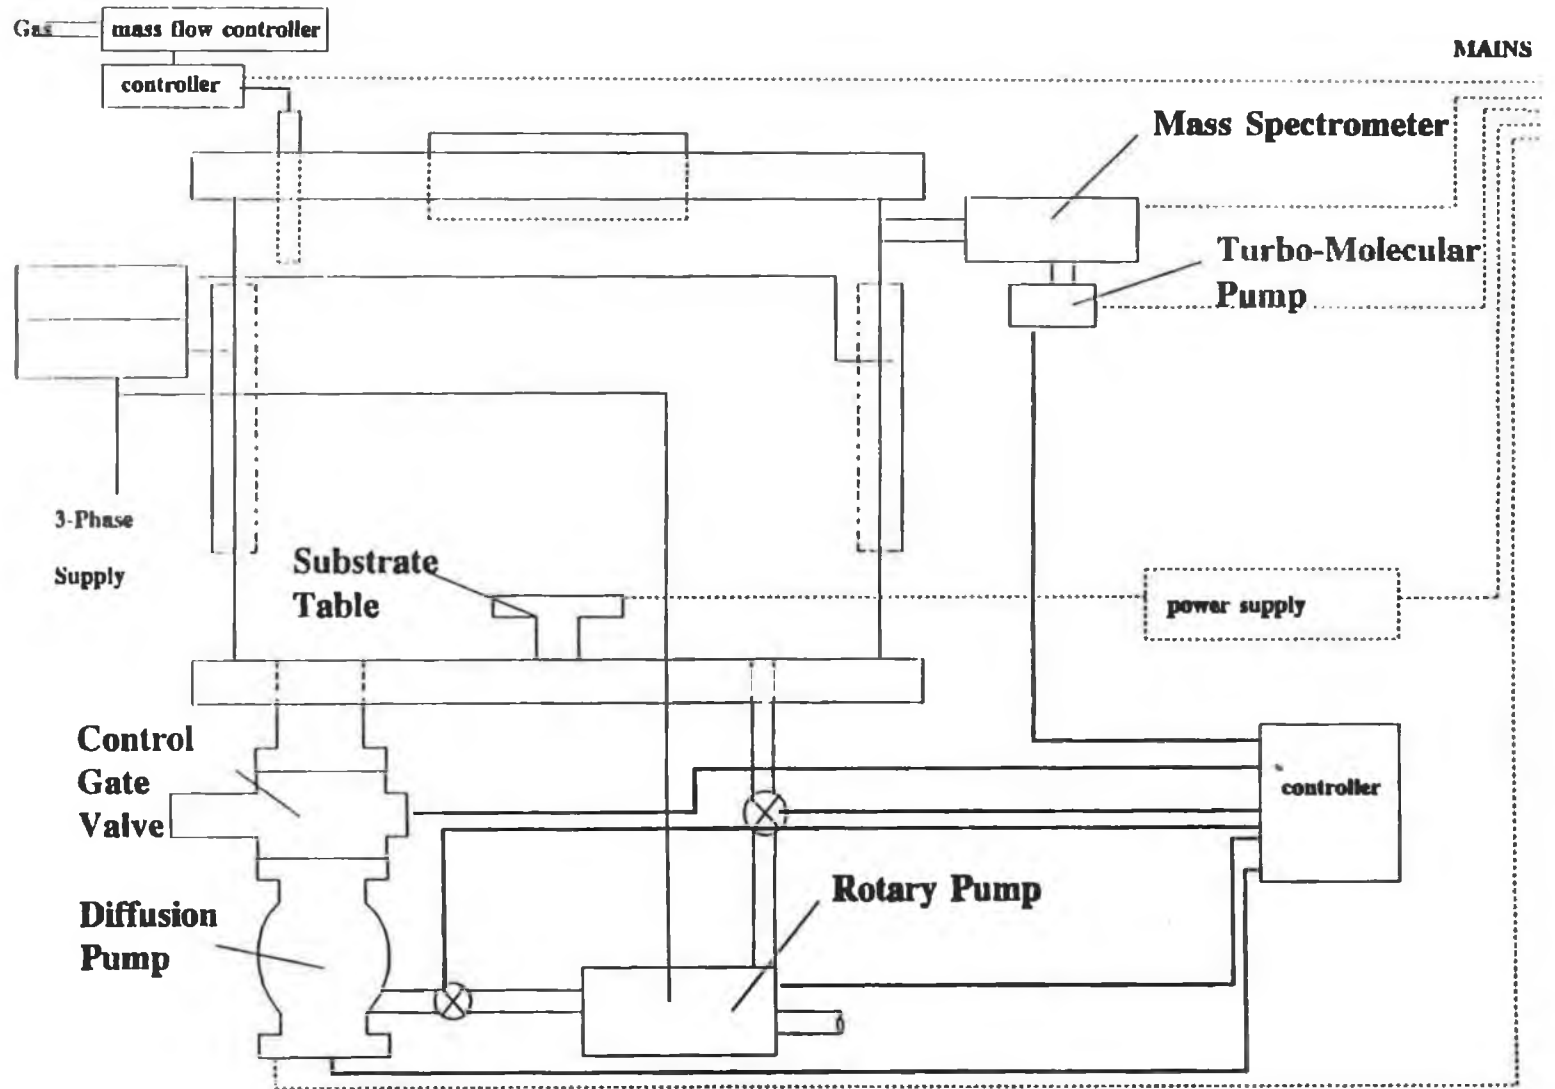 Gas
mass flow controller
controller
MAINS
Mass Spectrometer
Turbo-Molecular
Pump
3-Phase
Supply
Substrate
Table
power supply
Control
Gate
Valve
controller
Rotary Pump
Diffusion
Pump